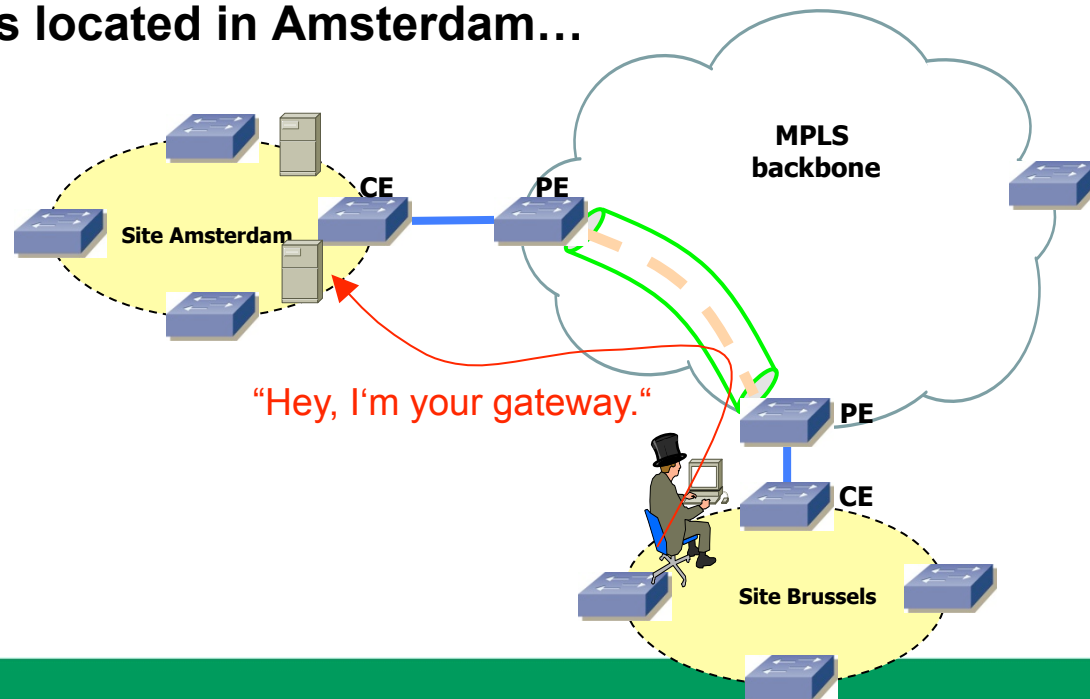 s located in Amsterdam…
MPLS
backbone
CE
PE
Site Amsterdam
“Hey, I‘m your gateway.“
PE
CE
Site Brussels